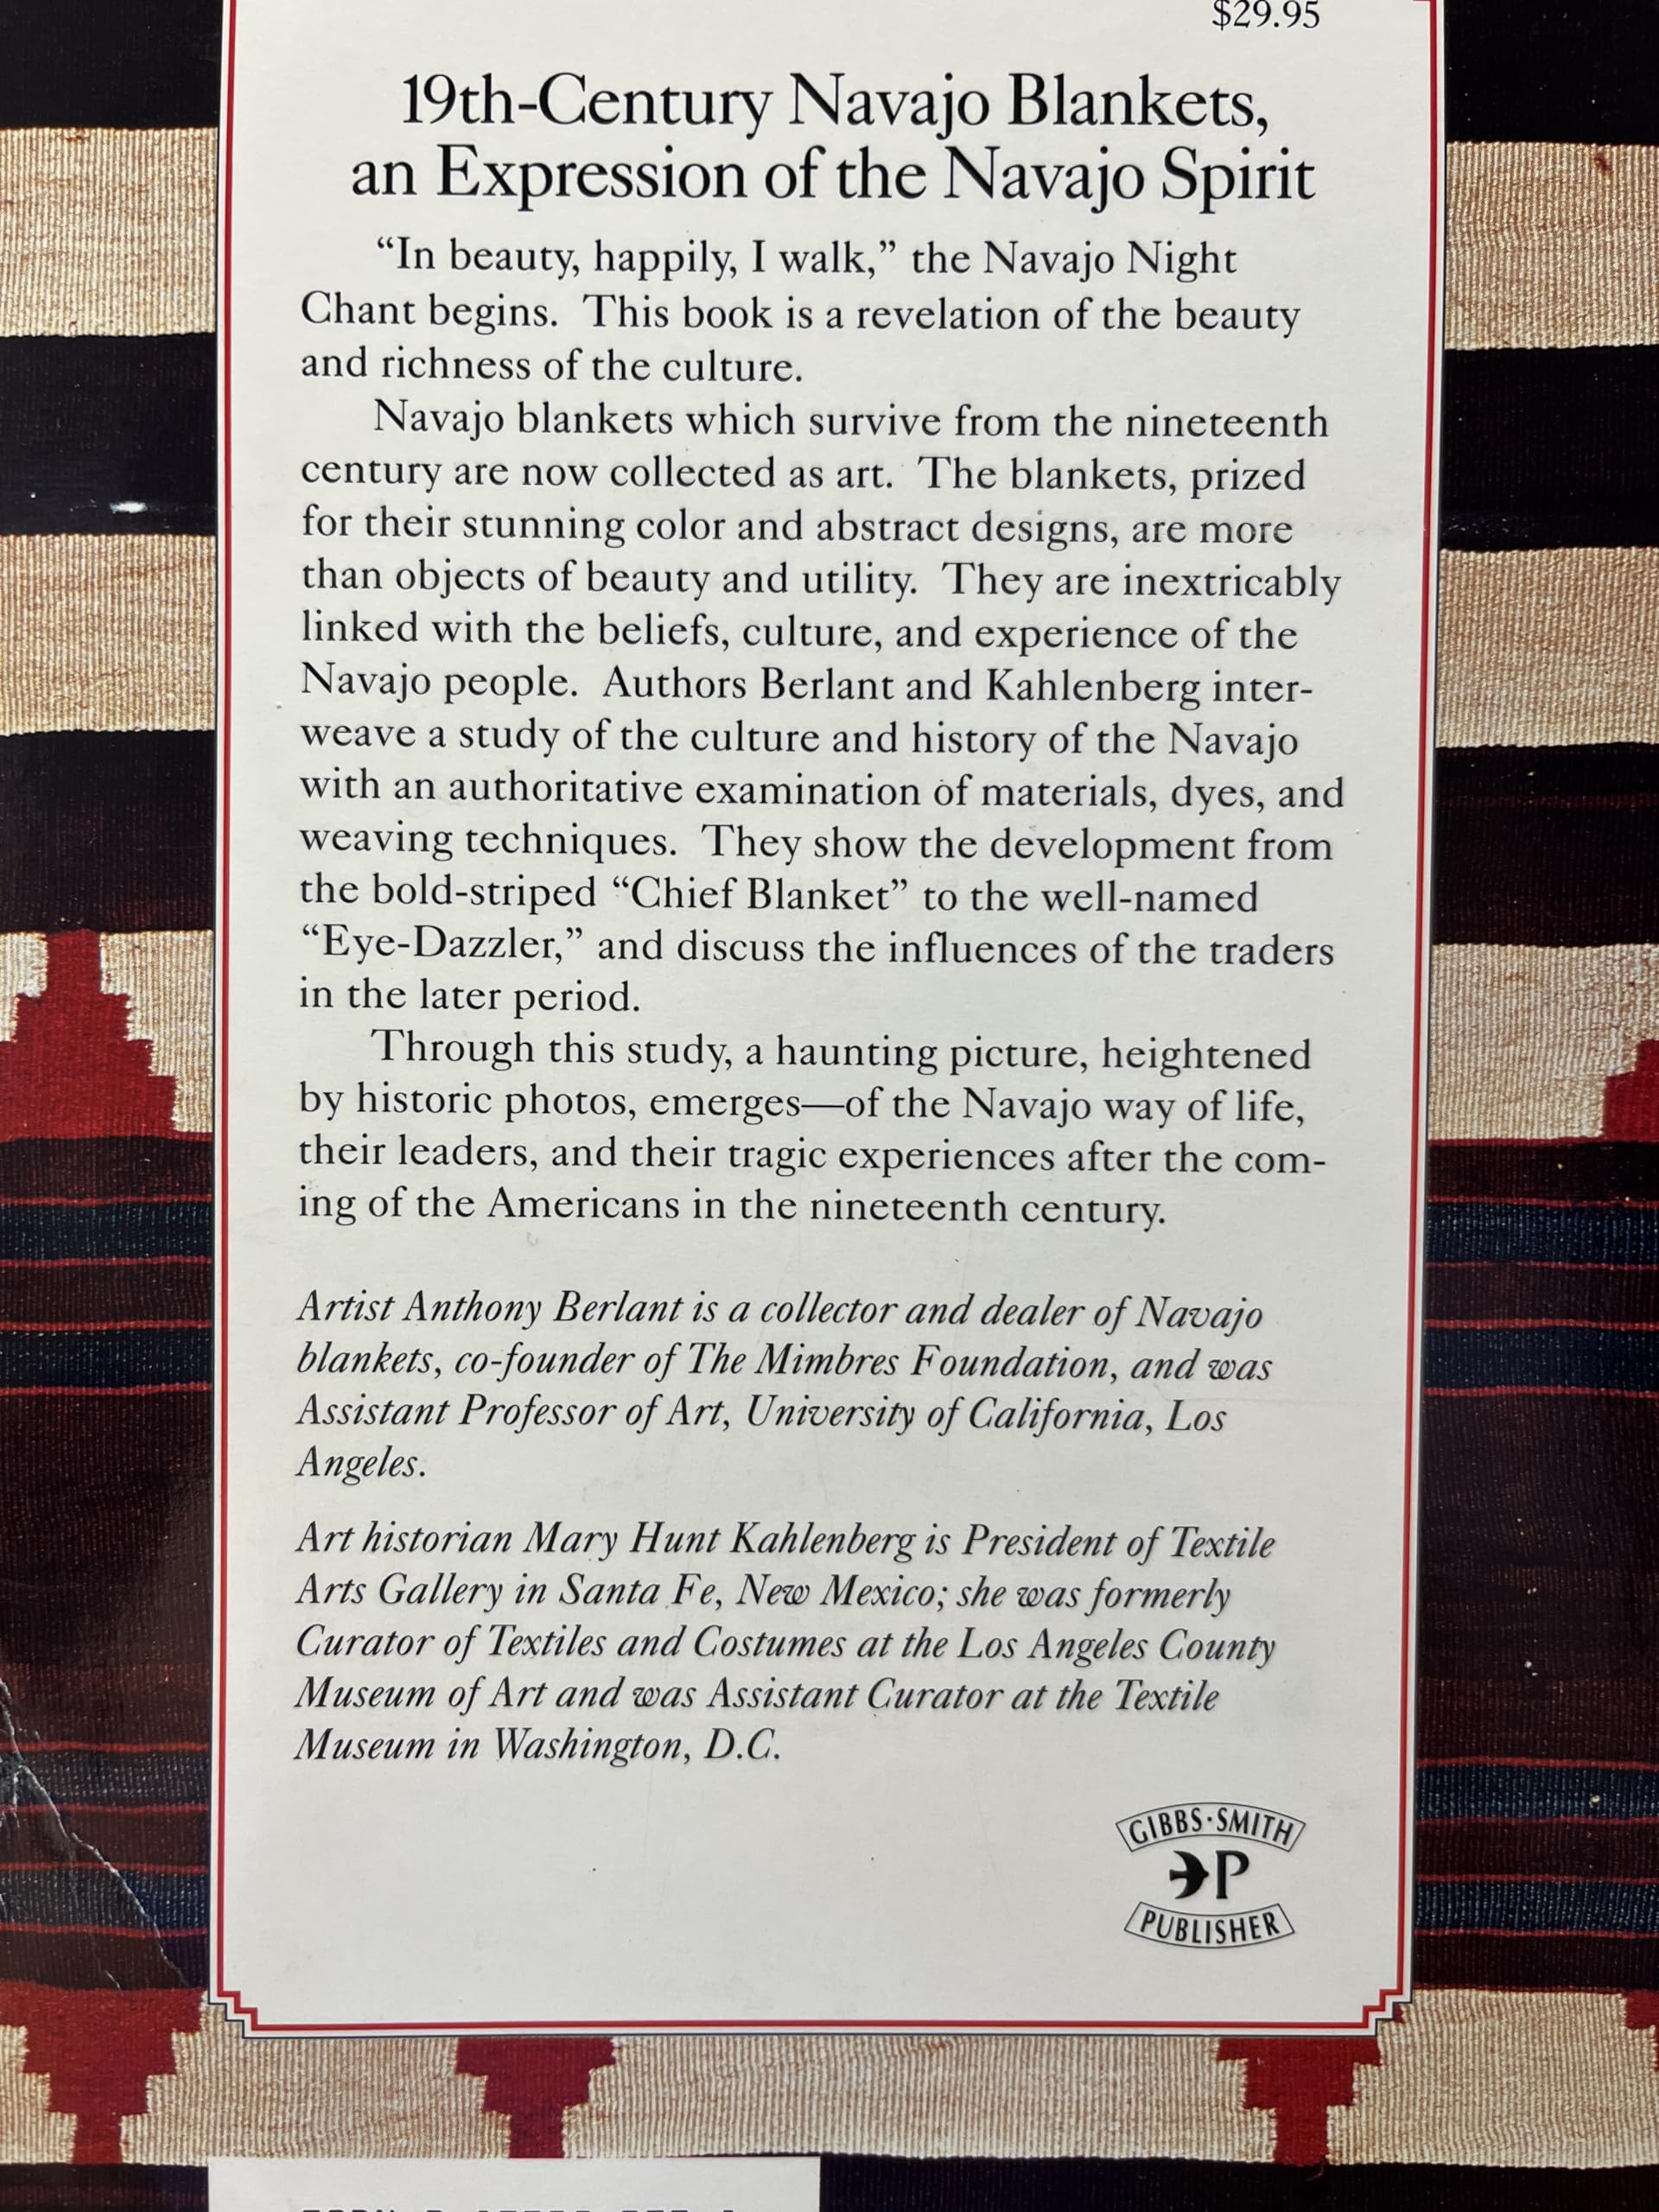 $29.95
19th-Century Navajo Blankets,
an Expression of the Navajo Spirit
“In beauty, happily, I walk,” the Navajo Night
Chant begins. This book is a revelation of the beauty
and richness of the culture.
Navajo blankets which survive from the nineteenth
century are now collected as art. The blankets, prized
for their stunning color and abstract designs, are more
than objects of beauty and utility. They are inextricably
linked with the beliefs, culture, and experience of the
Navajo people. Authors Berlant and Kahlenberg inter-
weave a study of the culture and history of the Navajo
with an authoritative examination of materials, dyes, and
weaving techniques. They show the development from
the bold-striped “Chief Blanket” to the well-named
“Eye-Dazzler,” and discuss the influences of the traders
in the later period.
Through this study, a haunting picture, heightened
by historic photos, emerges—of the Navajo way of life,
their leaders, and their tragic experiences after the com-
ing of the Americans in the nineteenth century.
Artist Anthony Berlant is a collector and dealer of Navajo
blankets, co-founder of The Mimbres Foundation, and was
Assistant Professor of Art, University of California, Los
Angeles.
Art historian Mary Hunt Kahlenberg is President of Textile
Arts Gallery in Santa Fe, New Mexico; she was formerly
Curator of Textiles and Costumes at the Los Angeles County
Museum of Art and was Assistant Curator at the Textile
Museum in Washington, D.C.
GIBBS·SMITH
P
PUBLISHER